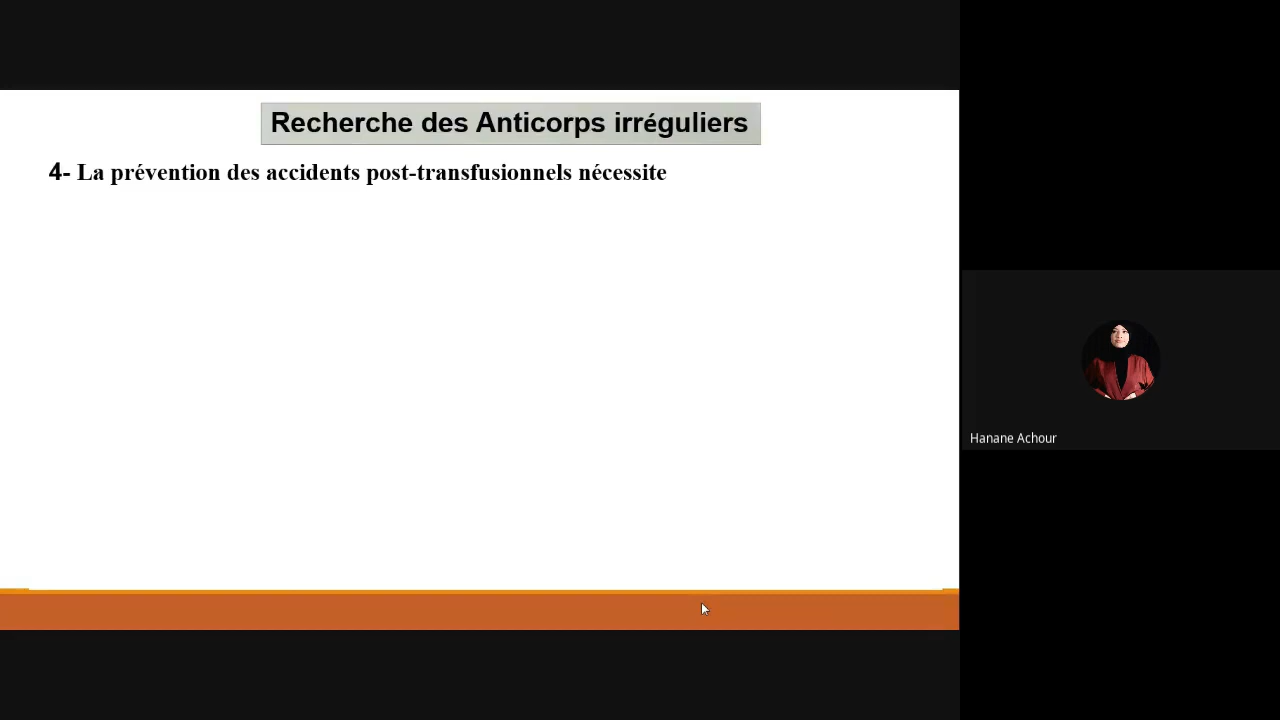 Recherche des Anticorps irréguliers
4- La prévention des accidents post-transfusionnels nécessite
Hanane Achour